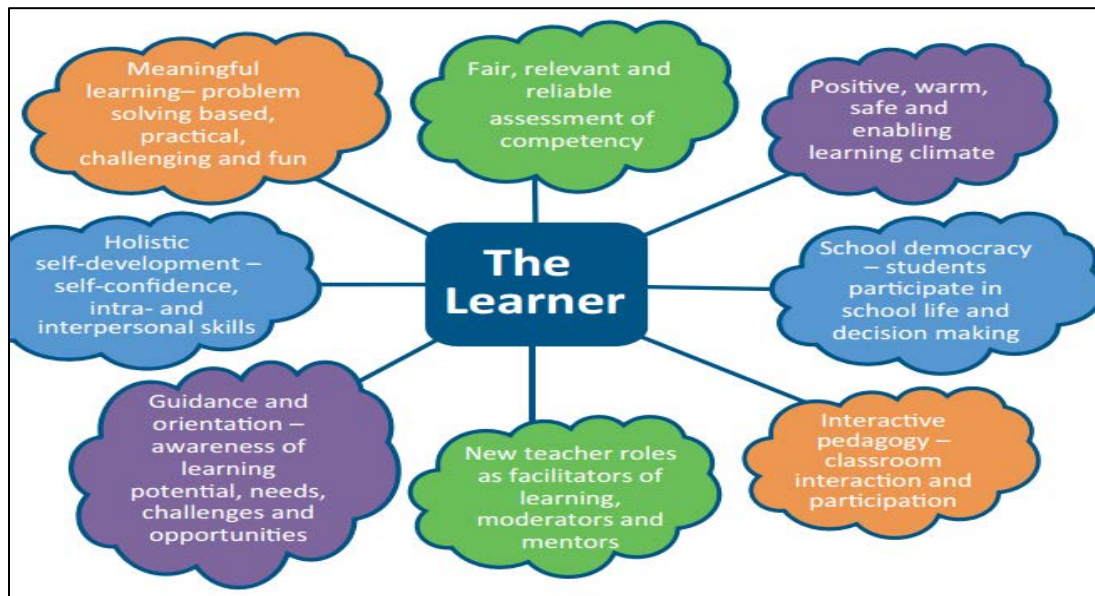 Meaningful
learning– problem
solving based,
practical,
challenging and fun
Fair, relevant and
reliable
assessment of
competency
Positive, warm,
safe and
enabling
learning climate
Holistic
self-development –
self-confidence,
intra- and
interpersonal skills
The
Learner
School democracy
– students
participate in
school life and
decision making
Guidance and
orientation –
awareness of
learning
potential, needs,
challenges and
opportunities
New teacher roles
as facilitators of
learning,
moderators and
mentors
Interactive
pedagogy –
classroom
interaction and
participation